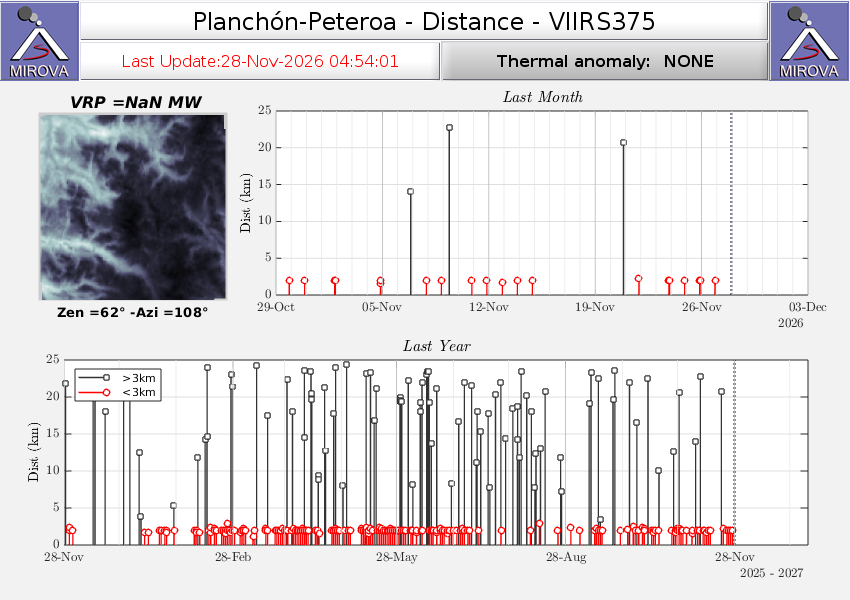 Planchón-Peteroa - Distance - VIIRS375
MIROVA
Last Update:28-Nov-2026 04:54:01
Thermal anomaly: NONE
MIROVA
VRP =NaN MW
Zen =62° -Azi =108°
Last Month
Dist (km)
25
20
15
10
5
0
29-Oct
05-Nov
12-Nov
19-Nov
26-Nov
03-Dec
2026
Last Year
Dist (km)
25
20
15
10
5
0
>3km
<3km
28-Nov
28-Feb
28-May
28-Aug
28-Nov
2025 - 2027